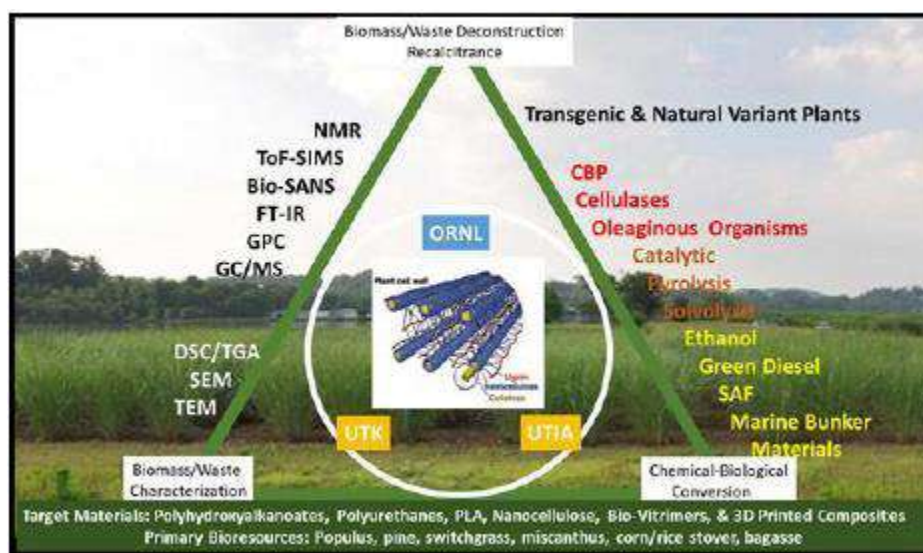 Biomass/Waste Deconstruction
Recalcitrance
Transgenic & Natural Variant Plants
NMR
ToF-SIMS
Bio-SANS
FT-IR
GPC
GC/MS
DSC/TGA
SEM
TEM
CBP
Cellulases
Oleaginous Organisms
Catalytic
Pyrolysis
Solvolysis
Ethanol
Green Diesel
SAF
Marine Bunker
Materials
ORNL
Plant cell wall
Lignin
Hemicellulose
Cellulose
UTK
UTIA
Biomass/Waste
Characterization
Chemical-Biological
Conversion
Target Materials: Polyhydroxyalkanoates, Polyurethanes, PLA, Nanocellulose, Bio-Vitrimers, & 3D Printed Composites
Primary Bioresources: Populus, pine, switchgrass, miscanthus, corn/rice stover, bagasse